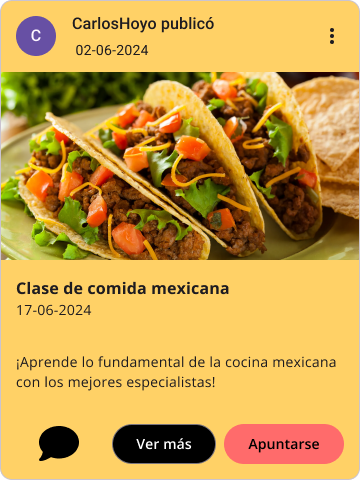 C
CarlosHoyo publicó
02-06-2024
Clase de comida mexicana
17-06-2024
¡Aprende lo fundamental de la cocina mexicana
con los mejores especialistas!
Ver más
Apuntarse